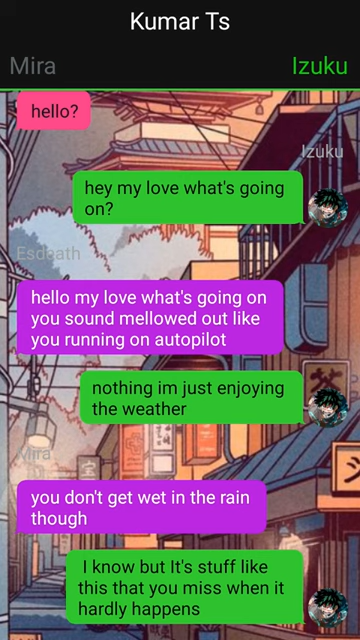 Kumar Ts
Mira
Izuku
hello?
Izuku
hey my love what's going
on?
Esdeath
hello my love what's going on
you sound mellowed out like
you running on autopilot
nothing im just enjoying
the weather
Mira
you don't get wet in the rain
though
I know but It's stuff like
this that you miss when it
hardly happens